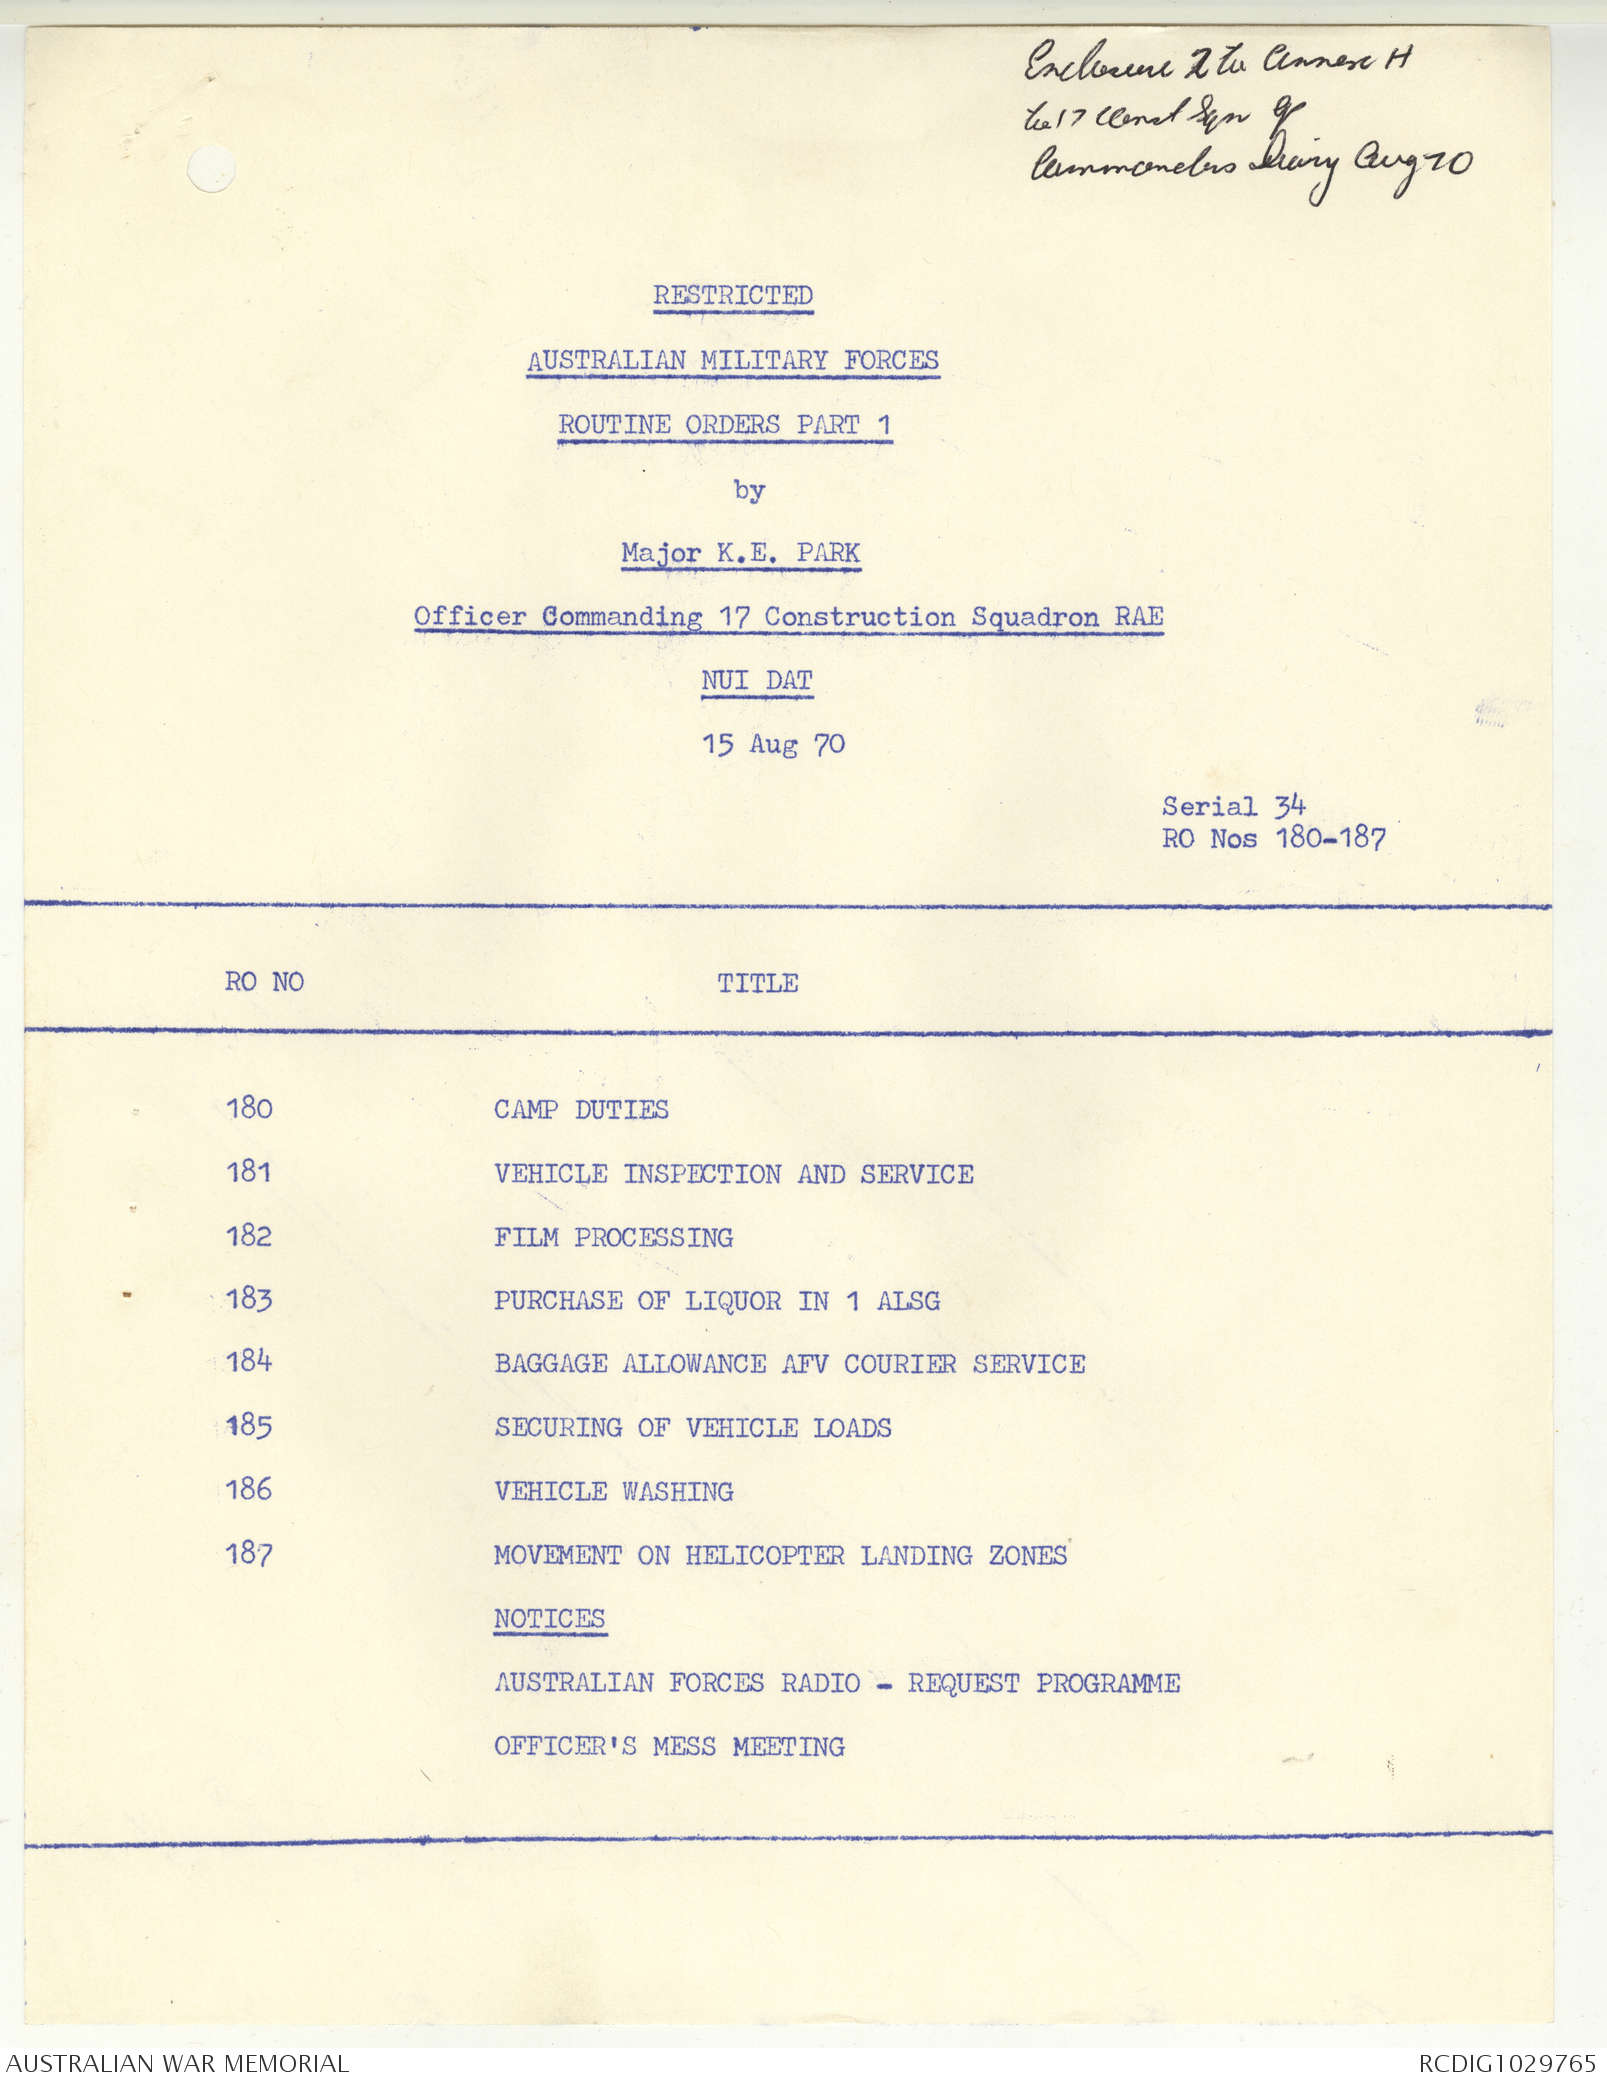 Enclosure 2 to Annex H
to 17 Const Sqn Gp
Commanders Diary Aug 70
RESTRICTED
AUSTRALIAN MILITARY FORCES
ROUTINE ORDERS PART 1
by
Major K.E. PARK
Officer Commanding 17 Construction Squadron RAE
NUI DAT
15 Aug 70
Serial 34
RO Nos 180-187
RO NO TITLE
180 CAMP DUTIES
181 VEHICLE INSPECTION AND SERVICE
182 FILM PROCESSING
183 PURCHASE OF LIQUOR IN 1 ALSG
184 BAGGAGE ALLOWANCE AFV COURIER SERVICE
185 SECURING OF VEHICLE LOADS
186 VEHICLE WASHING
187 MOVEMENT ON HELICOPTER LANDING ZONES
NOTICES
AUSTRALIAN FORCES RADIO - REQUEST PROGRAMME
OFFICER'S MESS MEETING
AUSTRALIAN WAR MEMORIAL RCDIG1029765